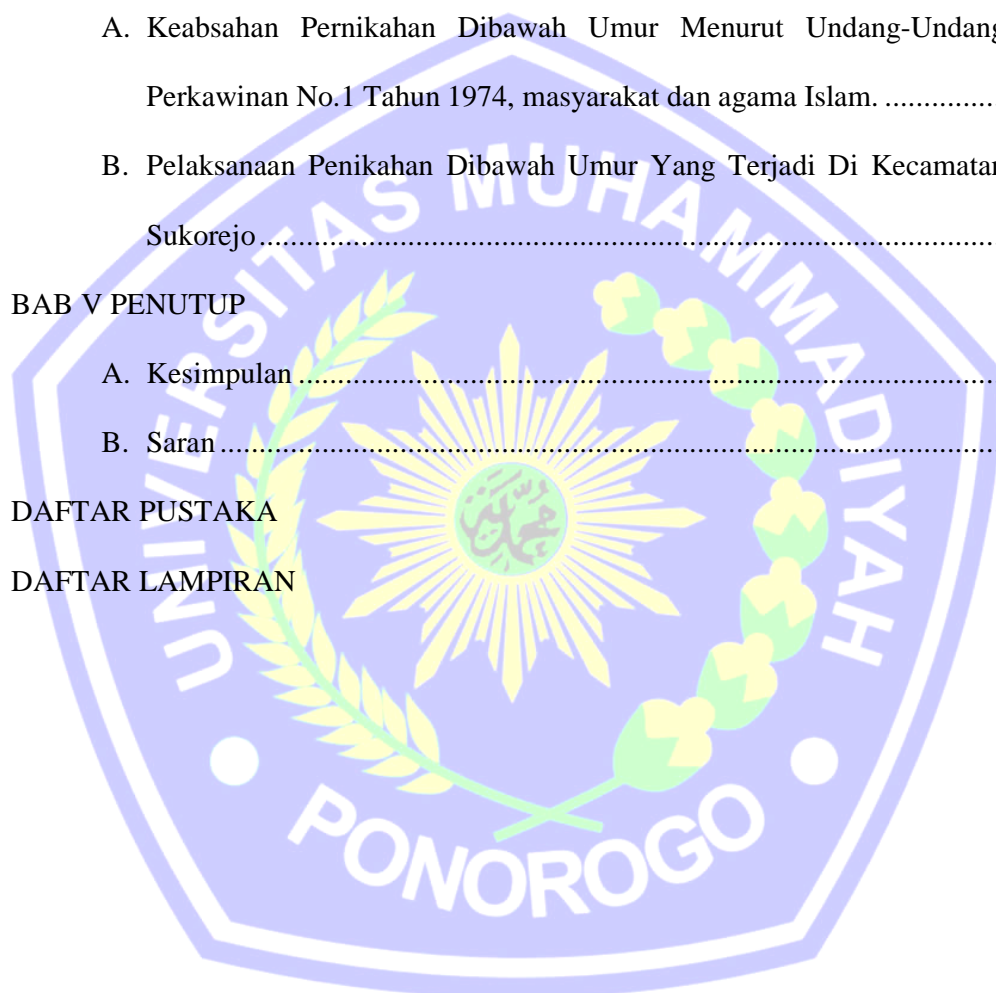 A. Keabsahan Pernikahan Dibawah Umur Menurut Undang-Undang
Perkawinan No.1 Tahun 1974, masyarakat dan agama Islam. ..............
B. Pelaksanaan Penikahan Dibawah Umur Yang Terjadi Di Kecamatan
Sukorejo..............................................................................................
BAB V PENUTUP
A. Kesimpulan.........................................................................................
B. Saran...................................................................................................
DAFTAR PUSTAKA
DAFTAR LAMPIRAN
UNIVERSITAS MUHAMMADIYAH
محمدية
PONOROGO